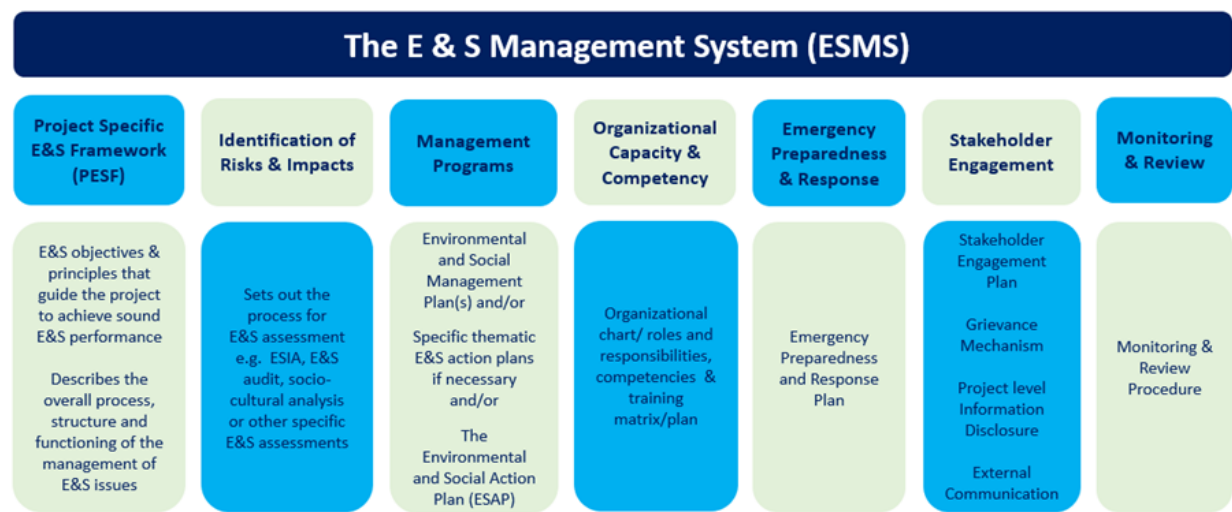 The E & S Management System (ESMS)
Project Specific
E&S Framework
(PESF)
Identification of
Risks & Impacts
Management
Programs
Organizational
Capacity &
Competency
Emergency
Preparedness
& Response
Stakeholder
Engagement
Monitoring
& Review
E&S objectives &
principles that
guide the project
to achieve sound
E&S performance
Describes the
overall process,
structure and
functioning of the
management of
E&S issues
Sets out the
process for
E&S assessment
e.g. ESIA, E&S
audit, socio-
cultural analysis
or other specific
E&S assessments
Environmental
and Social
Management
Plan(s) and/or
Specific thematic
E&S action plans
if necessary
and/or
The
Environmental
and Social Action
Plan (ESAP)
Organizational
chart/ roles and
responsibilities,
competencies &
training
matrix/plan
Emergency
Preparedness
and Response
Plan
Stakeholder
Engagement
Plan
Grievance
Mechanism
Project level
Information
Disclosure
External
Communication
Monitoring &
Review
Procedure